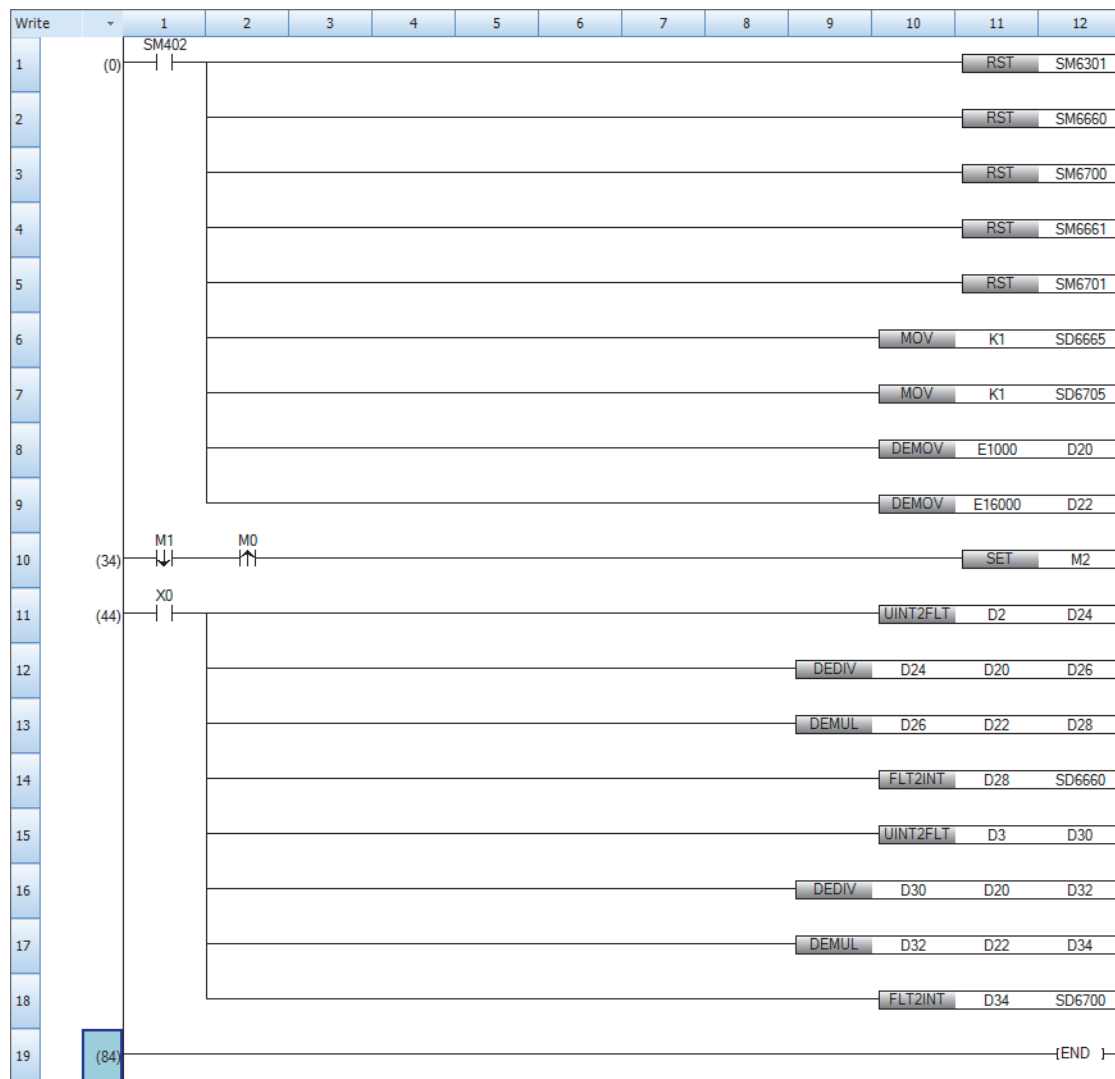 Write 1 2 3 4 5 6 7 8 9 10 11 12
SM402
1 (0) RST SM6301
2 RST SM6660
3 RST SM6700
4 RST SM6661
5 RST SM6701
6 MOV K1 SD6665
7 MOV K1 SD6705
8 DEMOV E1000 D20
9 DEMOV E16000 D22
M1 M0
10 (34) SET M2
X0
11 (44) UINT2FLT D2 D24
12 DEDIV D24 D20 D26
13 DEMUL D26 D22 D28
14 FLT2INT D28 SD6660
15 UINT2FLT D3 D30
16 DEDIV D30 D20 D32
17 DEMUL D32 D22 D34
18 FLT2INT D34 SD6700
19 (84) [END ]